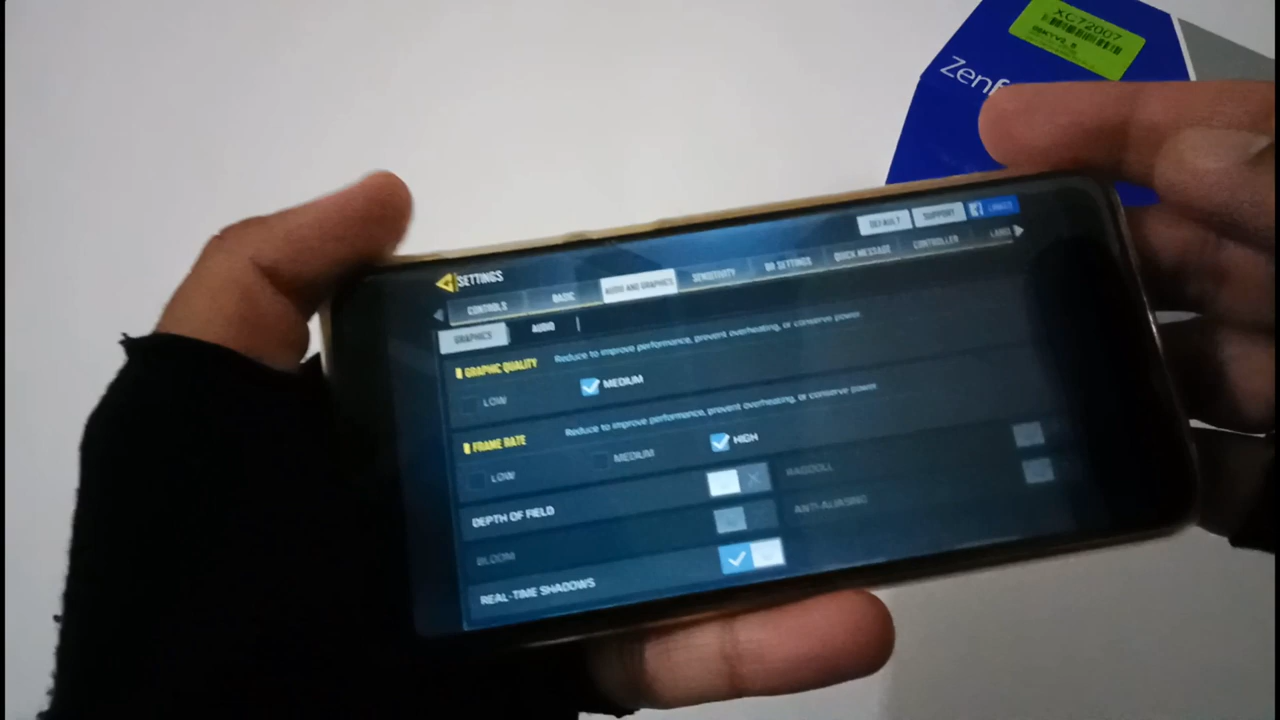 XC72007
Zenf
DEFAULT
SUPPORT
SETTINGS
CONTROLS
BASIC
AUDIO AND GRAPHICS
SENSITIVITY
BR SETTINGS
QUICK MESSAGE
CONTROLLER
GRAPHICS
AUDIO
GRAPHIC QUALITY
Reduce to improve performance, prevent overheating, or conserve power
LOW
MEDIUM
FRAME RATE
Reduce to improve performance, prevent overheating, or conserve power
LOW
MEDIUM
HIGH
DEPTH OF FIELD
RAGDOLL
BLOOM
ANTI-ALIASING
REAL-TIME SHADOWS